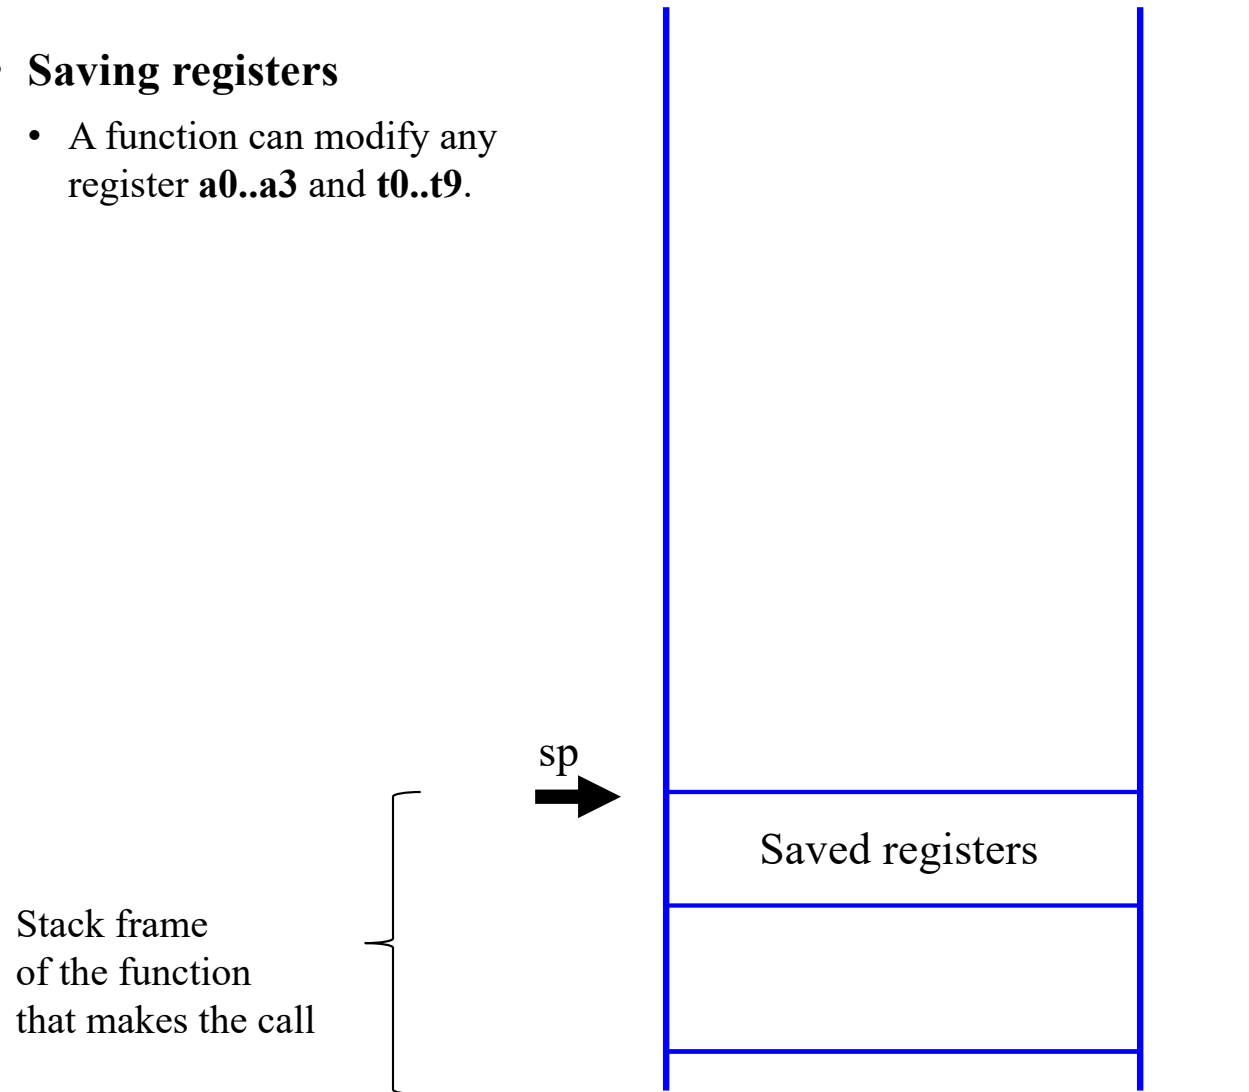 Saving registers
• A function can modify any
register a0..a3 and t0..t9.
sp
Saved registers
Stack frame
of the function
that makes the call